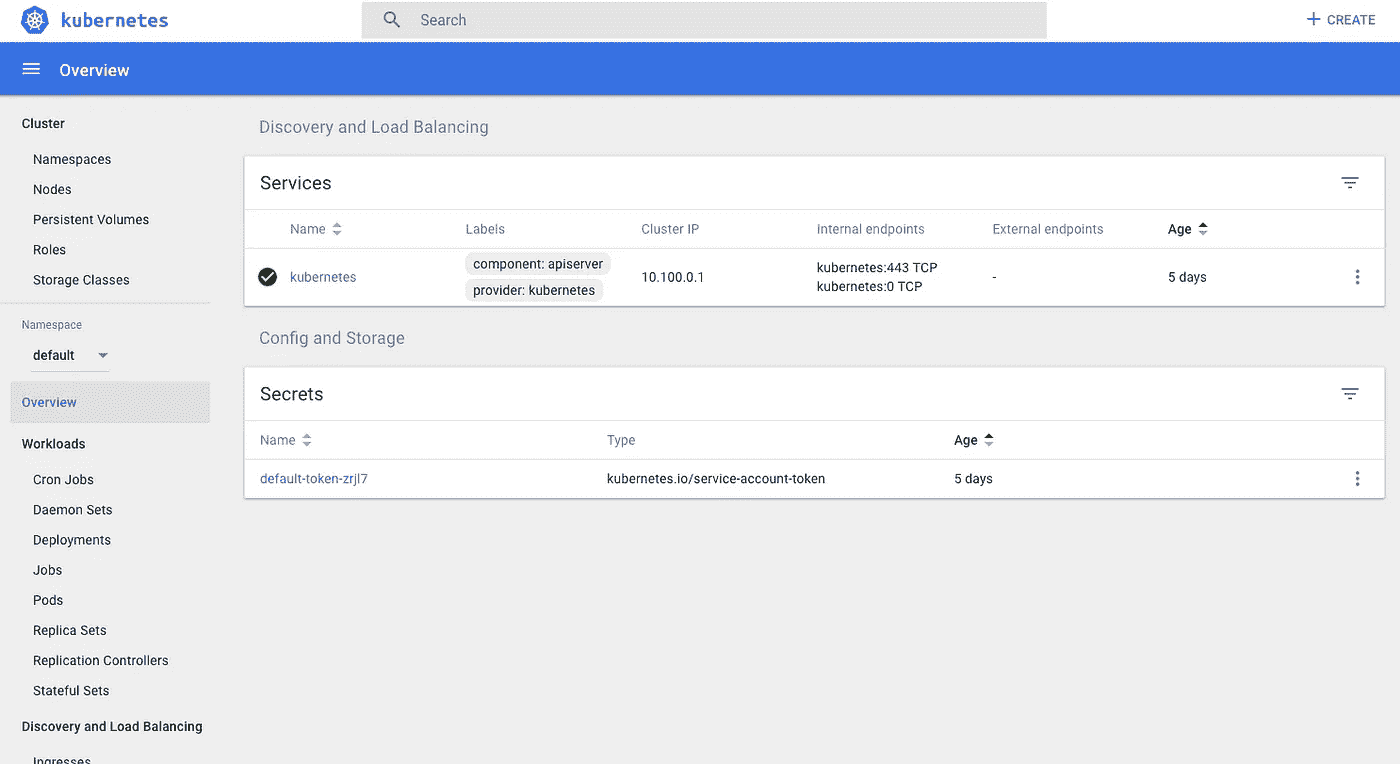 kubernetes
Search
CREATE
Overview
Cluster
Namespaces
Nodes
Persistent Volumes
Roles
Storage Classes
Namespace
default
Overview
Workloads
Cron Jobs
Daemon Sets
Deployments
Jobs
Pods
Replica Sets
Replication Controllers
Stateful Sets
Discovery and Load Balancing
Ingresses
Discovery and Load Balancing
Services
Name Labels Cluster IP Internal endpoints External endpoints Age
kubernetes component: apiserver provider: kubernetes 10.100.0.1 kubernetes:443 TCP kubernetes:0 TCP - 5 days
Config and Storage
Secrets
Name Type Age
default-token-zrjl7 kubernetes.io/service-account-token 5 days